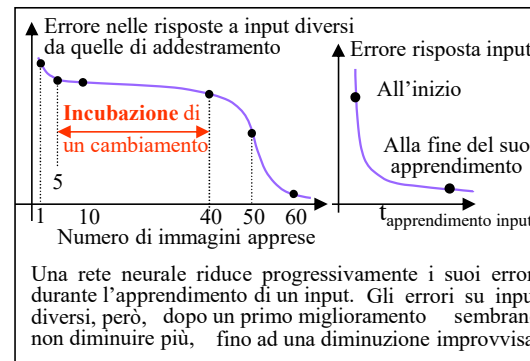 Errore nelle risposte a input diversi
da quelle di addestramento
Incubazione di
un cambiamento
5
1 10 40 50 60
Numero di immagini apprese
Errore risposta input
All'inizio
Alla fine del suo
apprendimento
t apprendimento input
Una rete neurale riduce progressivamente i suoi error
durante l'apprendimento di un input. Gli errori su inpu
diversi, però, dopo un primo miglioramento sembran
non diminuire più, fino ad una diminuzione improvvisa